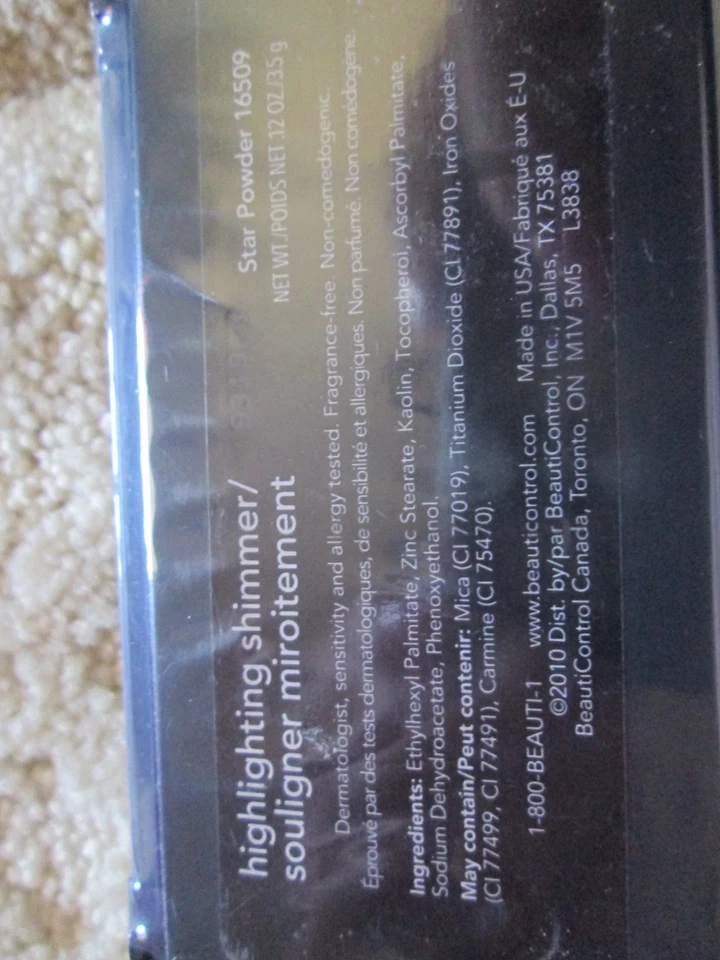 highlighting shimmer/
souligner miroitement
Star Powder 16509
NET WT./POIDS NET .12 OZ./3.5 g
Dermatologist, sensitivity and allergy tested. Fragrance-free. Non-comedogenic.
Éprouvé par des tests dermatologiques, de sensibilité et allergiques. Non parfumé. Non comédogène.
Ingredients: Ethylhexyl Palmitate, Zinc Stearate, Kaolin, Tocopherol, Ascorbyl Palmitate,
Sodium Dehydroacetate, Phenoxyethanol.
May contain/Peut contenir: Mica (CI 77019), Titanium Dioxide (CI 77891), Iron Oxides
(CI 77499, CI 77491), Carmine (CI 75470).
1-800-BEAUTI-1 www.beauticontrol.com Made in USA/Fabriqué aux É-U
©2010 Dist. by/par BeautiControl, Inc., Dallas, TX 75381
BeautiControl Canada, Toronto, ON M1V 5M5 L3838